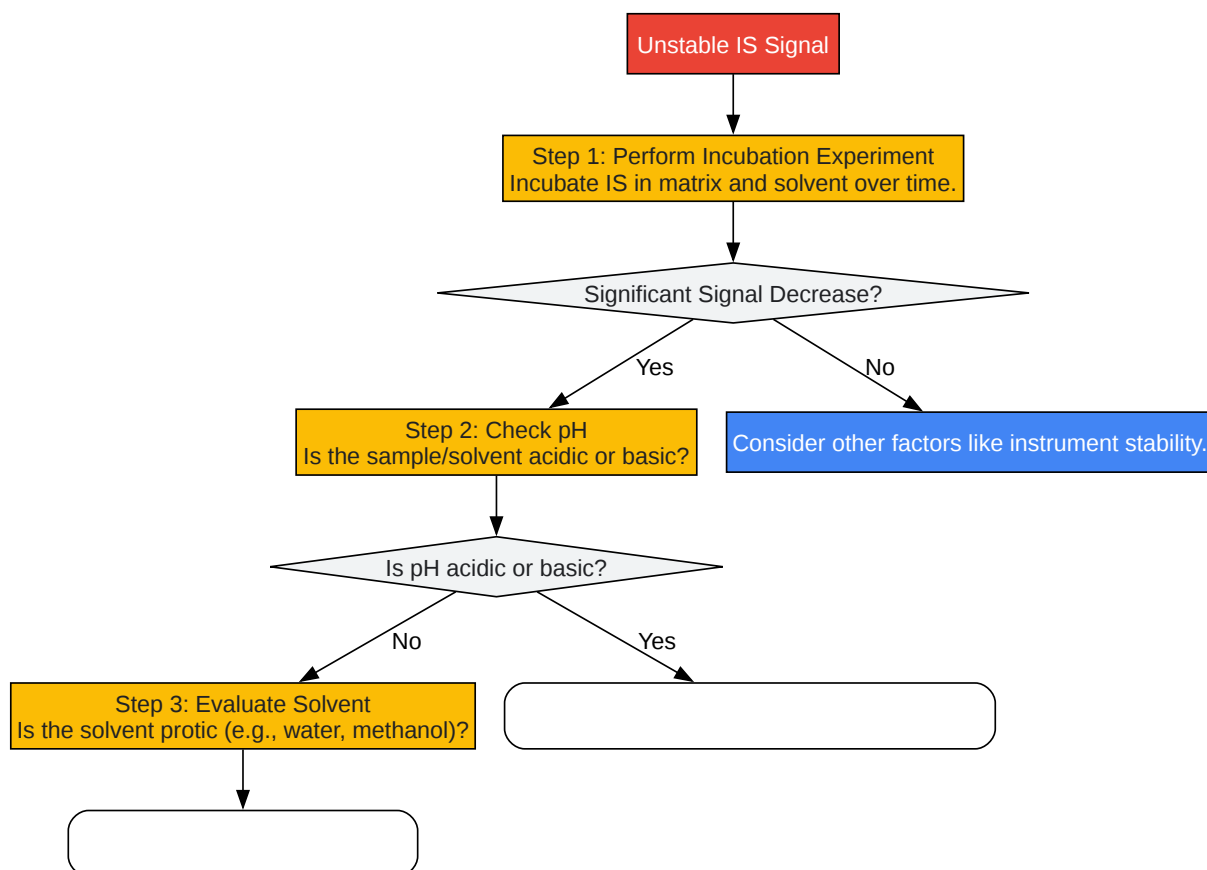 Unstable IS Signal
Step 1: Perform Incubation Experiment
Incubate IS in matrix and solvent over time.
Significant Signal Decrease?
Yes
No
Step 2: Check pH
Is the sample/solvent acidic or basic?
Consider other factors like instrument stability.
Is pH acidic or basic?
No
Yes
Step 3: Evaluate Solvent
Is the solvent protic (e.g., water, methanol)?